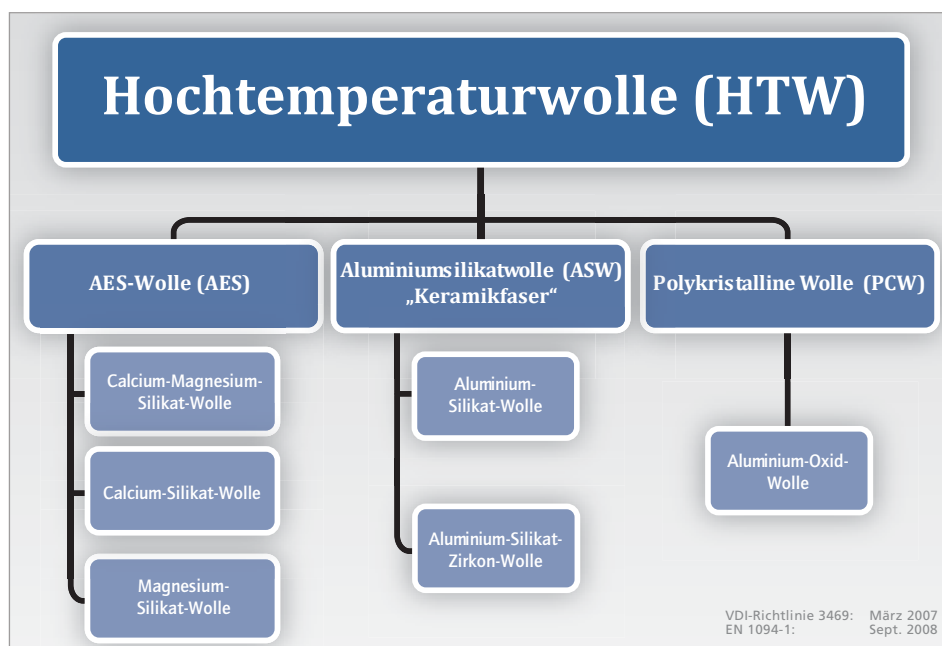 Hochtemperaturwolle (HTW)
AES-Wolle (AES)
Aluminiumsilikatwolle (ASW)
„Keramikfaser“
Polykristalline Wolle (PCW)
Calcium-Magnesium-
Silikat-Wolle
Calcium-Silikat-Wolle
Magnesium-
Silikat-Wolle
Aluminium-
Silikat-Wolle
Aluminium-Silikat-
Zirkon-Wolle
Aluminium-Oxid-
Wolle
VDI-Richtlinie 3469: März 2007
EN 1094-1: Sept. 2008